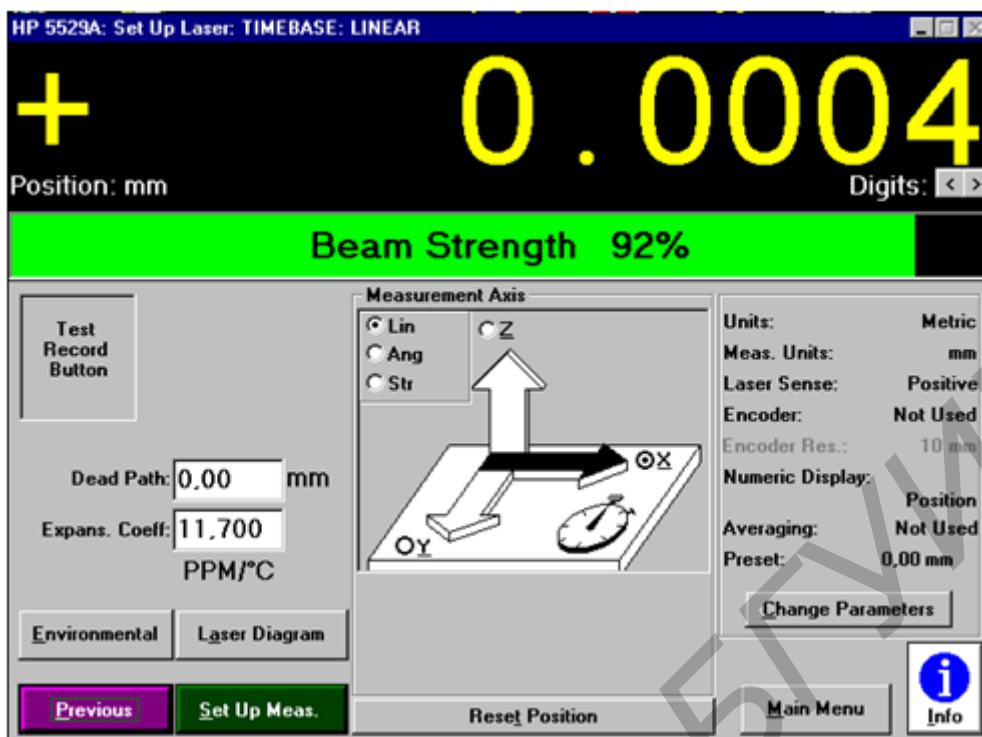 HP 5529A: Set Up Laser: TIMEBASE: LINEAR
+ 0.0004
Position: mm
Digits: < >
Beam Strength 92%
Test
Record
Button
Dead Path: 0,00 mm
Expans. Coeff: 11,700
PPM/°C
Environmental
Laser Diagram
Previous
Set Up Meas.
Measurement Axis
Lin
Ang
Str
Z
X
Y
Reset Position
Units: Metric
Meas. Units: mm
Laser Sense: Positive
Encoder: Not Used
Encoder Res.: 10 mm
Numeric Display:
Position
Averaging: Not Used
Preset: 0,00 mm
Change Parameters
Main Menu
i
Info